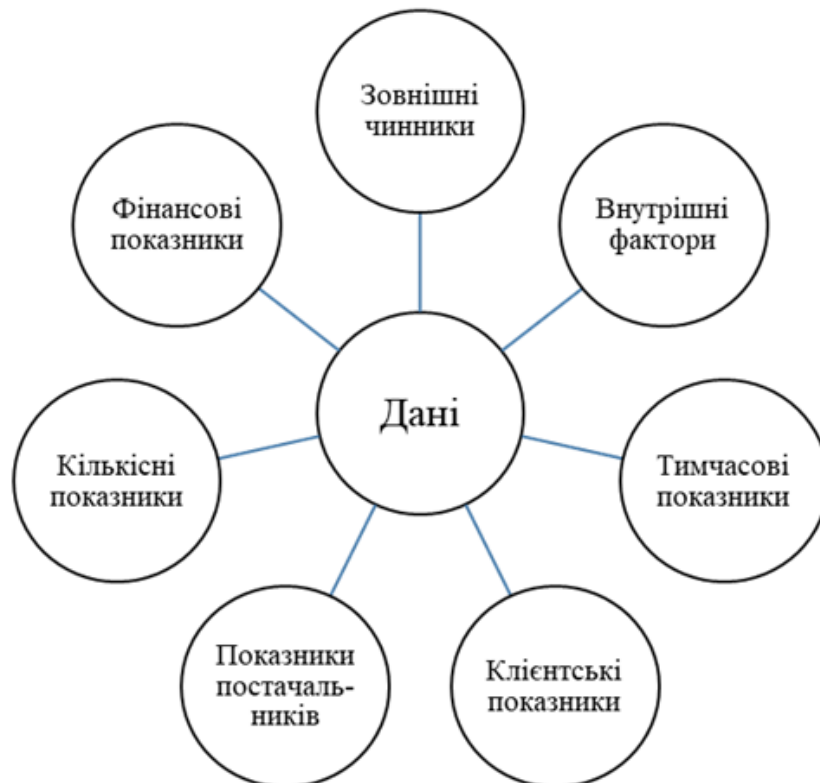 Зовнішні
чинники
Внутрішні
фактори
Тимчасові
показники
Клієнтські
показники
Показники
постачаль-
ників
Кількісні
показники
Фінансові
показники
Дані